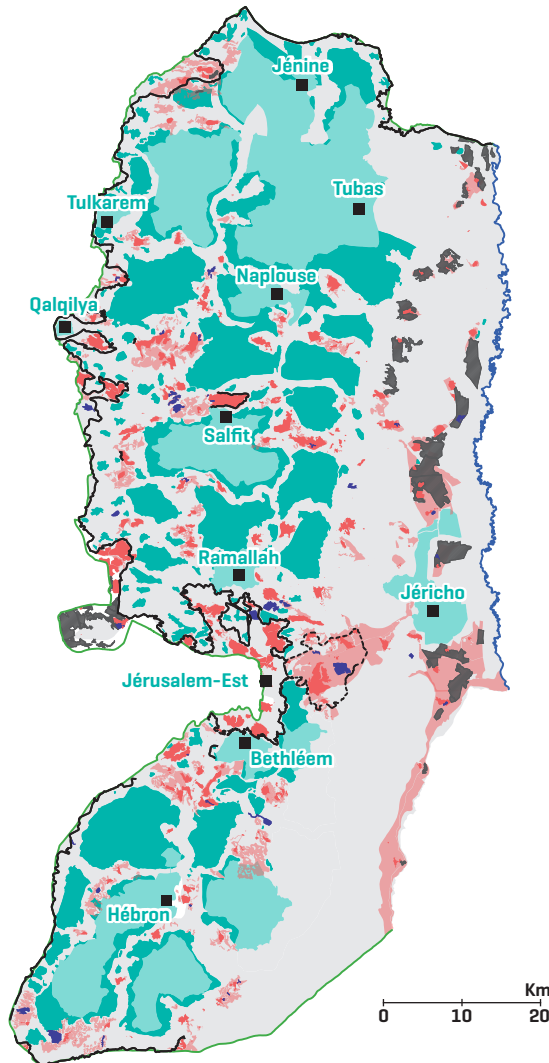 Jénine
Tubas
Tulkarem
Naplouse
Qalqilya
Salfit
Ramallah
Jéricho
Jérusalem-Est
Bethléem
Hébron
Km
0 10 20